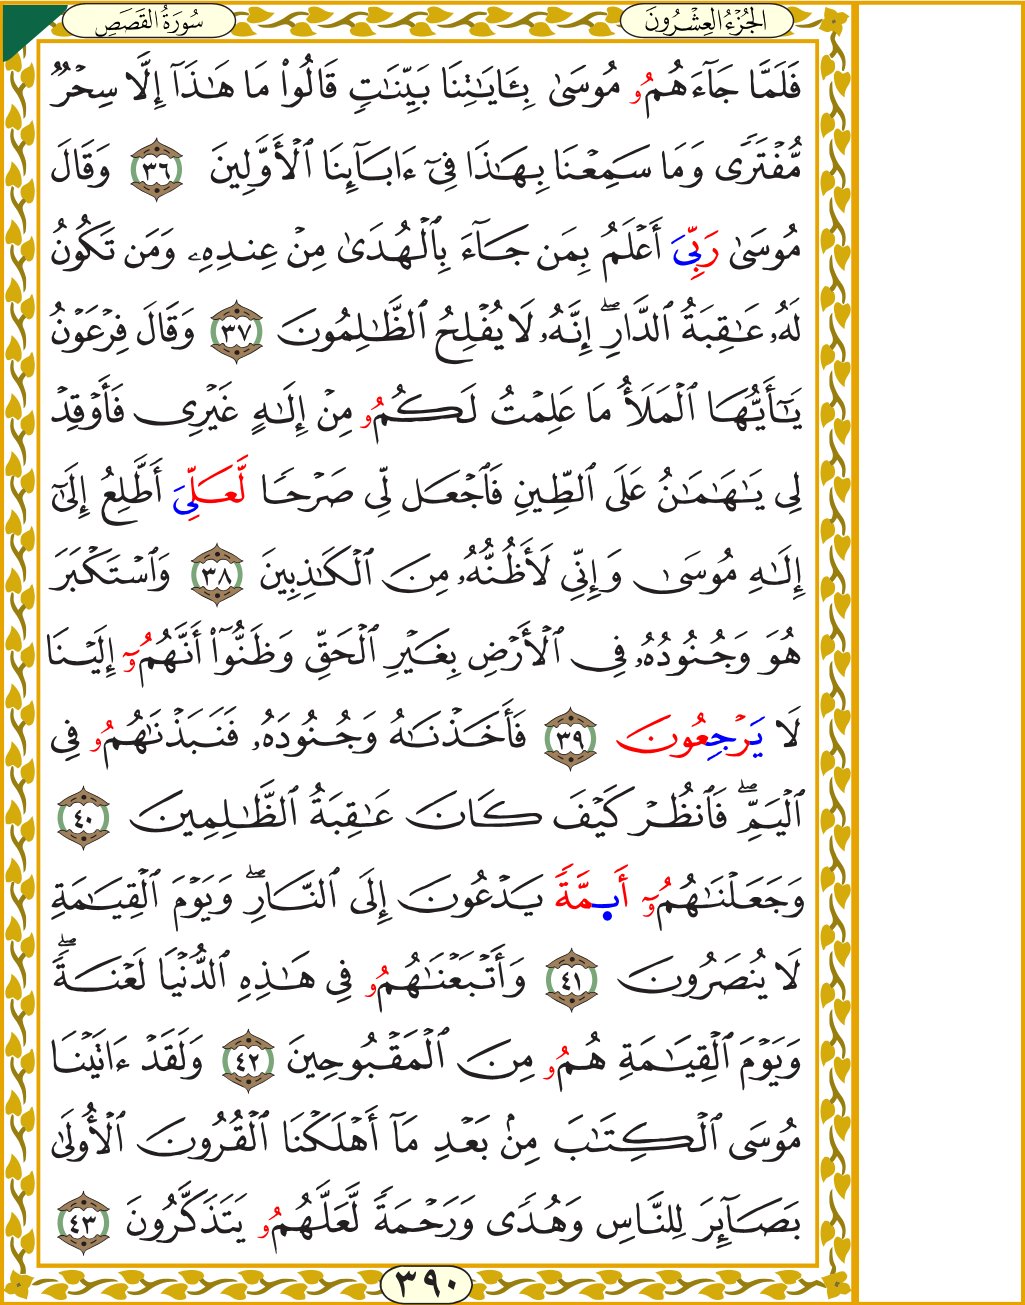 سُورَةُ القَصَصِ
الجُزْءُ العِشْرُونَ
فَلَمَّا جَآءَهُمُۥ مُوسَىٰ بِـَٔايَٰتِنَا بَيِّنَٰتٖ قَالُواْ مَا هَٰذَآ إِلَّا سِحۡرٞ
مُّفۡتَرٗى وَمَا سَمِعۡنَا بِهَٰذَا فِيٓ ءَابَآئِنَا ٱلۡأَوَّلِينَ ٣٦ وَقَالَ
مُوسَىٰ رَبِّيَ أَعۡلَمُ بِمَن جَآءَ بِٱلۡهُدَىٰ مِنۡ عِندِهِۦ وَمَن تَكُونُ
لَهُۥ عَٰقِبَةُ ٱلدَّارِۖ إِنَّهُۥ لَا يُفۡلِحُ ٱلظَّٰلِمُونَ ٣٧ وَقَالَ فِرۡعَوۡنُ
يَٰٓأَيُّهَا ٱلۡمَلَأُ مَا عَلِمۡتُ لَكُمُۥ مِنۡ إِلَٰهٍ غَيۡرِي فَأَوۡقِدۡ
لِي يَٰهَٰمَٰنُ عَلَى ٱلطِّينِ فَٱجۡعَل لِّي صَرۡحٗا لَّعَلِّيَ أَطَّلِعُ إِلَىٰٓ
إِلَٰهِ مُوسَىٰ وَإِنِّي لَأَظُنُّهُۥ مِنَ ٱلۡكَٰذِبِينَ ٣٨ وَٱسۡتَكۡبَرَ
هُوَ وَجُنُودُهُۥ فِي ٱلۡأَرۡضِ بِغَيۡرِ ٱلۡحَقِّ وَظَنُّوٓاْ أَنَّهُمُۥٓ إِلَيۡنَا
لَا يَرۡجِعُونَ ٣٩ فَأَخَذۡنَٰهُ وَجُنُودَهُۥ فَنَبَذۡنَٰهُمُۥ فِي
ٱلۡيَمِّۖ فَٱنظُرۡ كَيۡفَ كَانَ عَٰقِبَةُ ٱلظَّٰلِمِينَ ٤٠
وَجَعَلۡنَٰهُمُۥٓ أَىِٕمَّةٗ يَدۡعُونَ إِلَى ٱلنَّارِۖ وَيَوۡمَ ٱلۡقِيَٰمَةِ
لَا يُنصَرُونَ ٤١ وَأَتۡبَعۡنَٰهُمُۥ فِي هَٰذِهِ ٱلدُّنۡيَا لَعۡنَةٗۖ
وَيَوۡمَ ٱلۡقِيَٰمَةِ هُمُۥ مِنَ ٱلۡمَقۡبُوحِينَ ٤٢ وَلَقَدۡ ءَاتَيۡنَا
مُوسَى ٱلۡكِتَٰبَ مِنۢ بَعۡدِ مَآ أَهۡلَكۡنَا ٱلۡقُرُونَ ٱلۡأُولَىٰ
بَصَآئِرَ لِلنَّاسِ وَهُدٗى وَرَحۡمَةٗ لَّعَلَّهُمُۥ يَتَذَكَّرُونَ ٤٣
٣٩٠